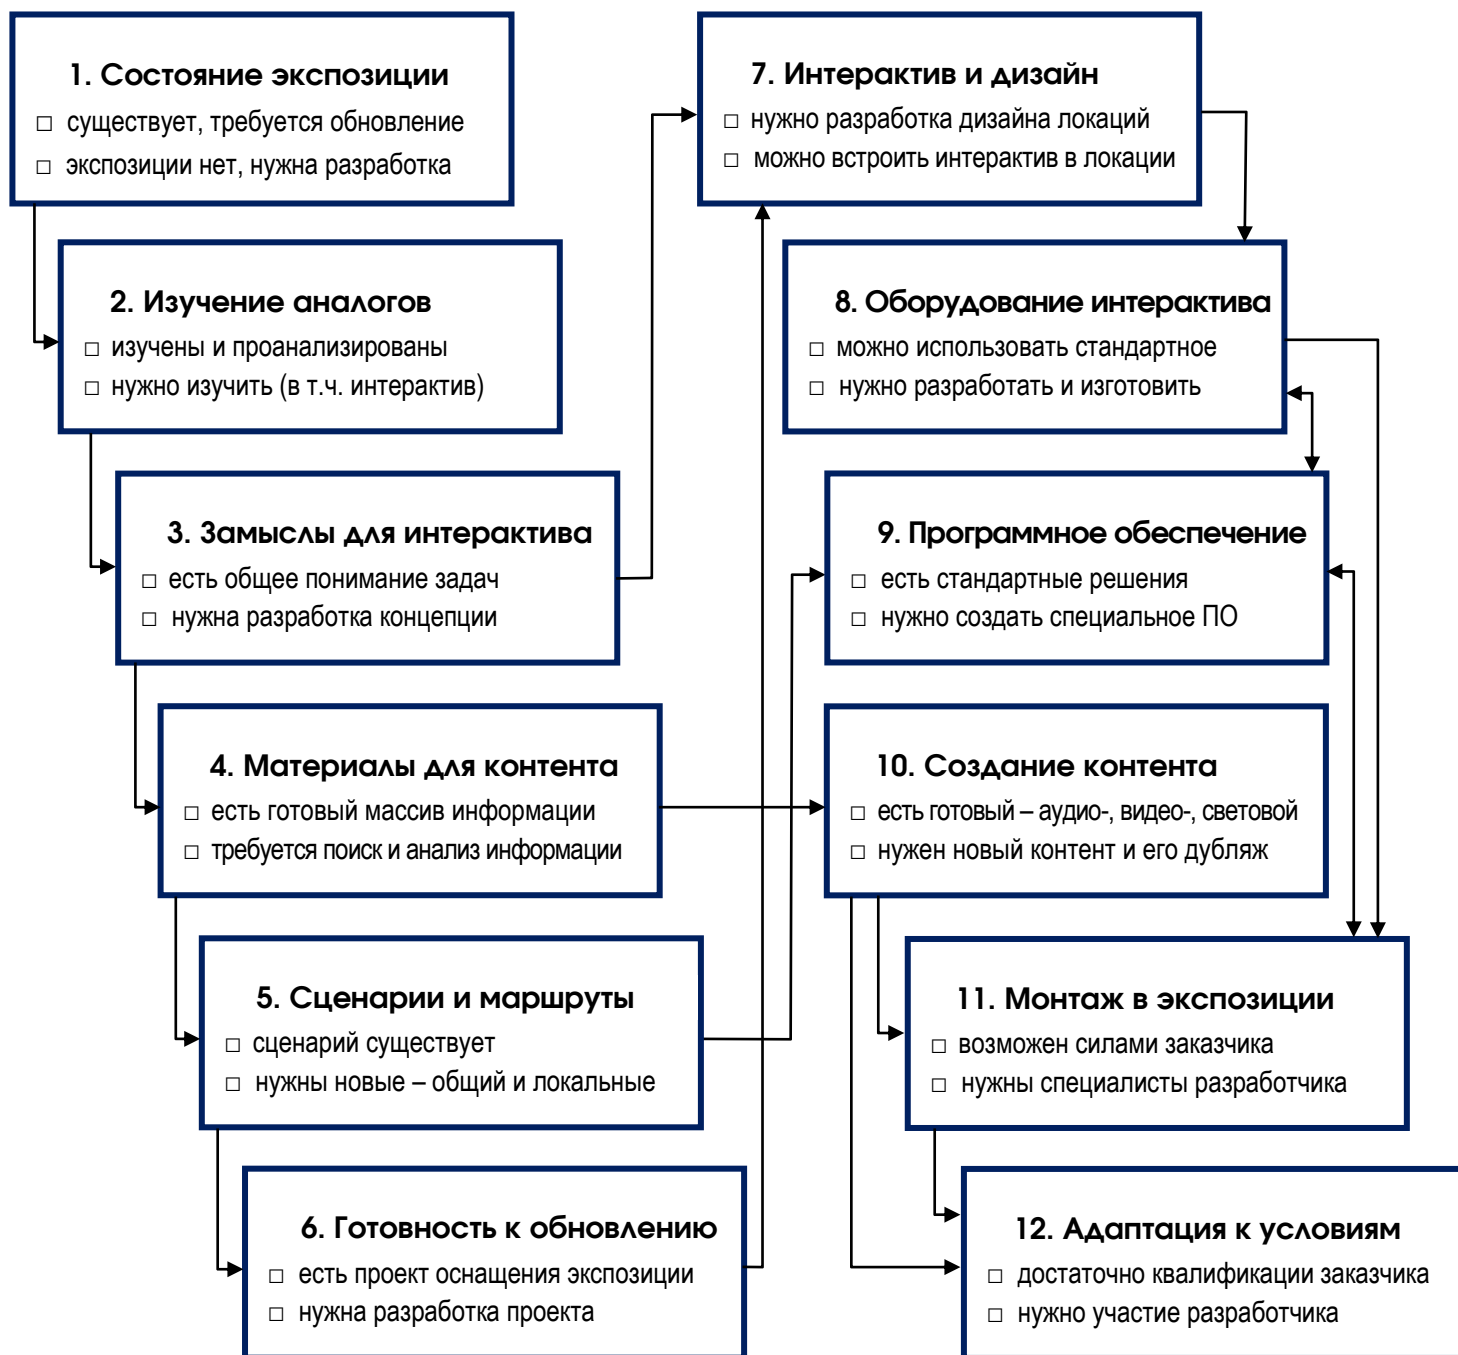 1. Состояние экспозиции
□ существует, требуется обновление
□ экспозиции нет, нужна разработка
2. Изучение аналогов
□ изучены и проанализированы
□ нужно изучить (в т.ч. интерактив)
3. Замыслы для интерактива
□ есть общее понимание задач
□ нужна разработка концепции
4. Материалы для контента
□ есть готовый массив информации
□ требуется поиск и анализ информации
5. Сценарии и маршруты
□ сценарий существует
□ нужны новые – общий и локальные
6. Готовность к обновлению
□ есть проект оснащения экспозиции
□ нужна разработка проекта
7. Интерактив и дизайн
□ нужно разработка дизайна локаций
□ можно встроить интерактив в локации
8. Оборудование интерактива
□ можно использовать стандартное
□ нужно разработать и изготовить
9. Программное обеспечение
□ есть стандартные решения
□ нужно создать специальное ПО
10. Создание контента
□ есть готовый – аудио-, видео-, световой
□ нужен новый контент и его дубляж
11. Монтаж в экспозиции
□ возможен силами заказчика
□ нужны специалисты разработчика
12. Адаптация к условиям
□ достаточно квалификации заказчика
□ нужно участие разработчика